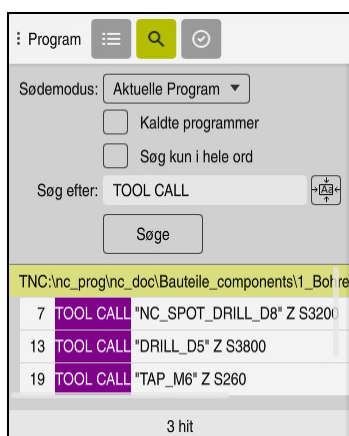 Program
Sødemodus: Aktuelle Program
Kaldte programmer
Søg kun i hele ord
Søg efter: TOOL CALL
Søge
TNC:\nc_prog\nc_doc\Bauteile_components\1_Bohre
7 TOOL CALL "NC_SPOT_DRILL_D8" Z S3200
13 TOOL CALL "DRILL_D5" Z S3800
19 TOOL CALL "TAP_M6" Z S260
3 hit